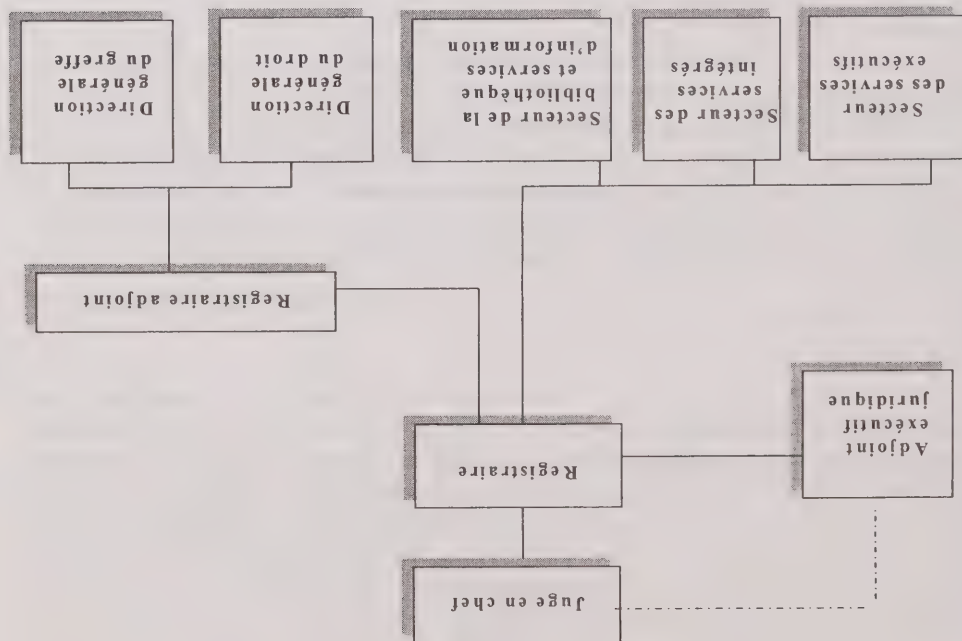 Juge en chef
Registraire
Adjoint
exécutif
juridique
Registraire adjoint
Secteur
des services
exécutifs
Secteur des
services
intégrés
Secteur de la
bibliothèque
et services
d'information
Direction
générale
du droit
Direction
générale
du greffe